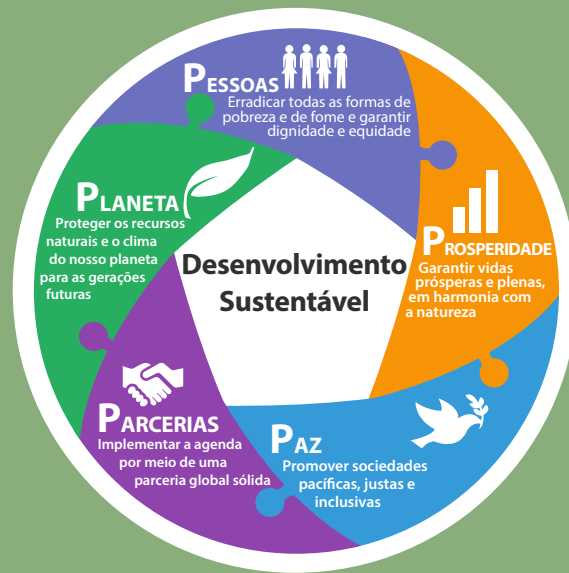 PESSOAS
Erradicar todas as formas de
pobreza e de fome e garantir
dignidade e equidade
PROSPERIDADE
Garantir vidas
prósperas e plenas,
em harmonia com
a natureza
PAZ
Promover sociedades
pacíficas, justas e
inclusivas
PARCERIAS
Implementar a agenda
por meio de uma
parceria global sólida
PLANETA
Proteger os recursos
naturais e o clima
do nosso planeta
para as gerações
futuras
Desenvolvimento
Sustentável